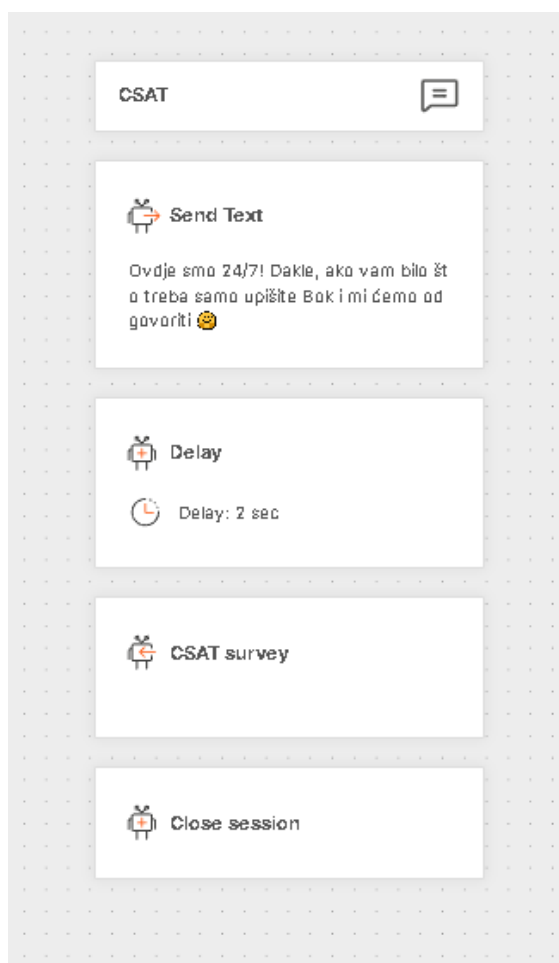 CSAT
Send Text
Ovdje smo 24/7! Dakle, ako vam bilo št
o treba samo upišite Bok i mi ćemo od
govoriti 🤗
Delay
Delay: 2 sec
CSAT survey
Close session